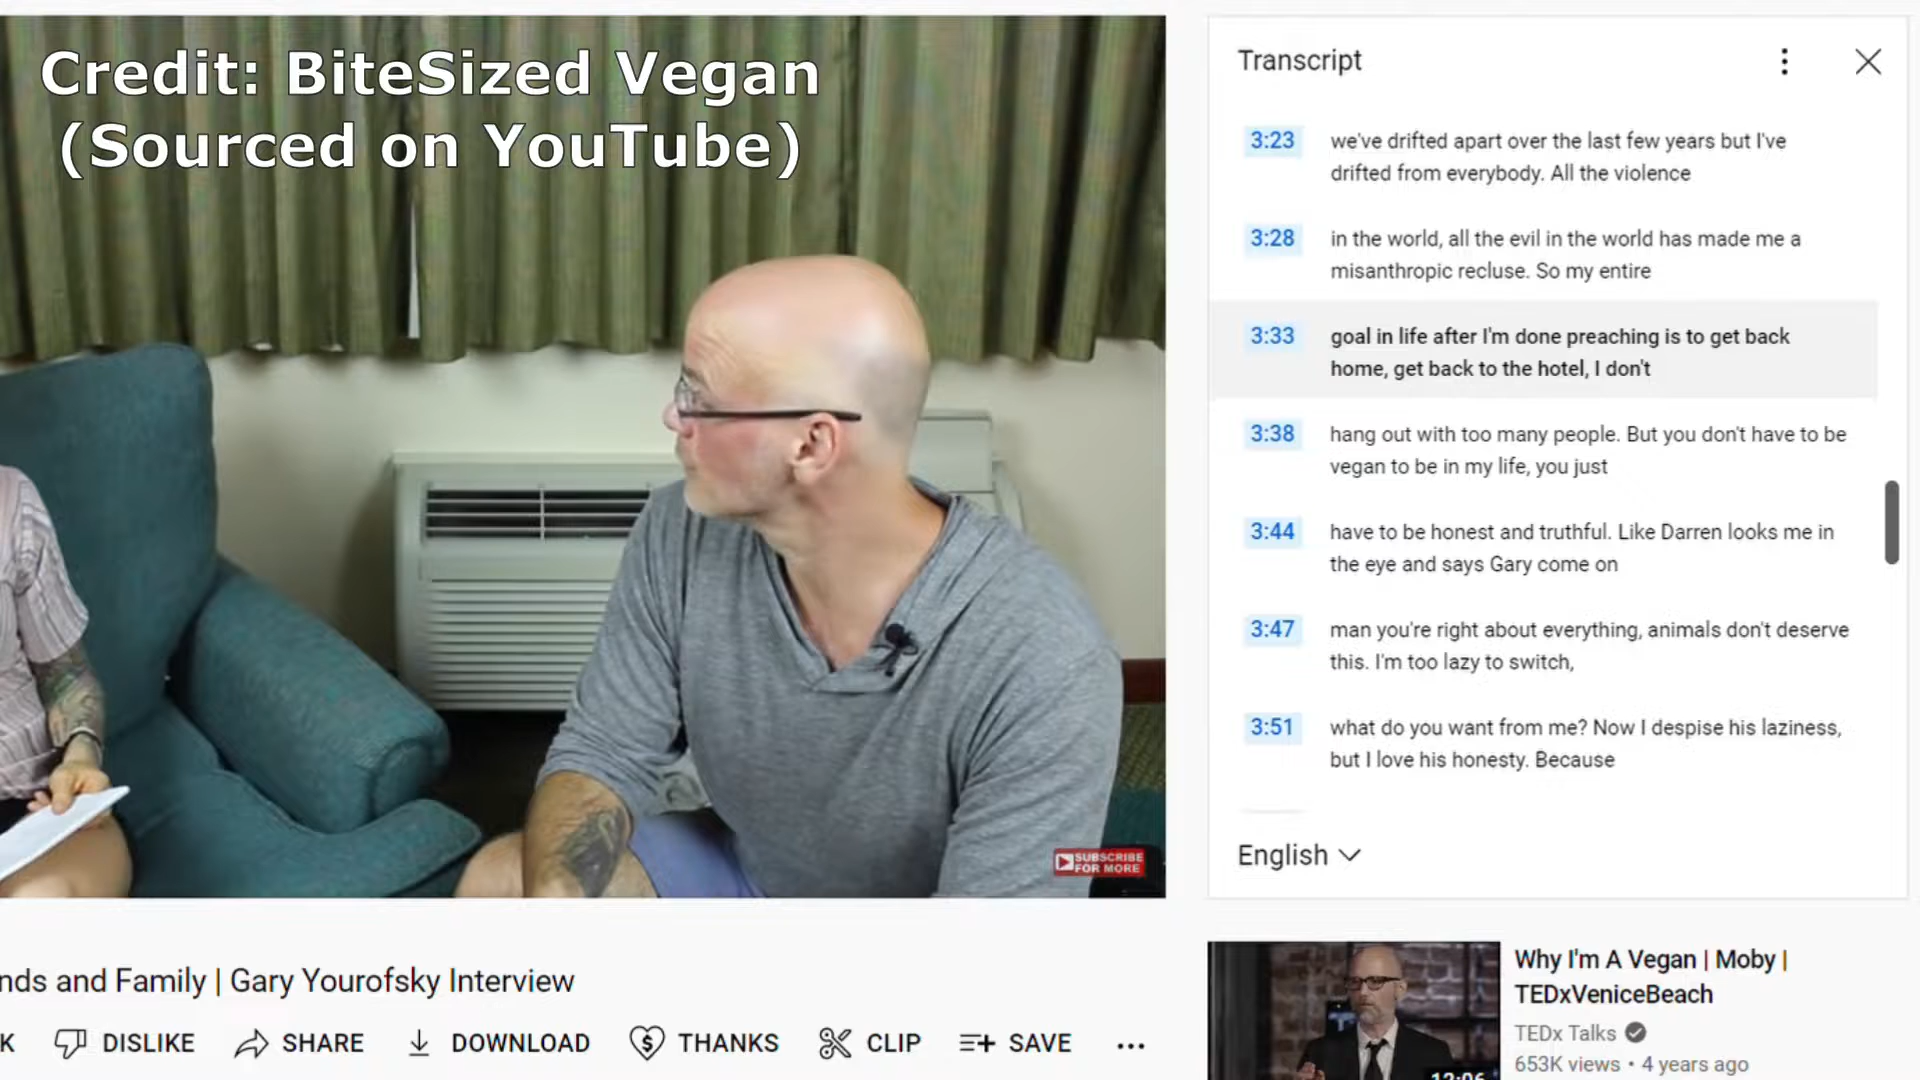 Credit: BiteSized Vegan
(Sourced on YouTube)
SUBSCRIBE
FOR MORE
Transcript
3:23
we've drifted apart over the last few years but I've
drifted from everybody. All the violence
3:28
in the world, all the evil in the world has made me a
misanthropic recluse. So my entire
3:33
goal in life after I'm done preaching is to get back
home, get back to the hotel, I don't
3:38
hang out with too many people. But you don't have to be
vegan to be in my life, you just
3:44
have to be honest and truthful. Like Darren looks me in
the eye and says Gary come on
3:47
man you're right about everything, animals don't deserve
this. I'm too lazy to switch,
3:51
what do you want from me? Now I despise his laziness,
but I love his honesty. Because
English
nds and Family | Gary Yourofsky Interview
K DISLIKE SHARE DOWNLOAD THANKS CLIP SAVE ...
Why I'm A Vegan | Moby |
TEDxVeniceBeach
TEDx Talks
653K views • 4 years ago
12:06